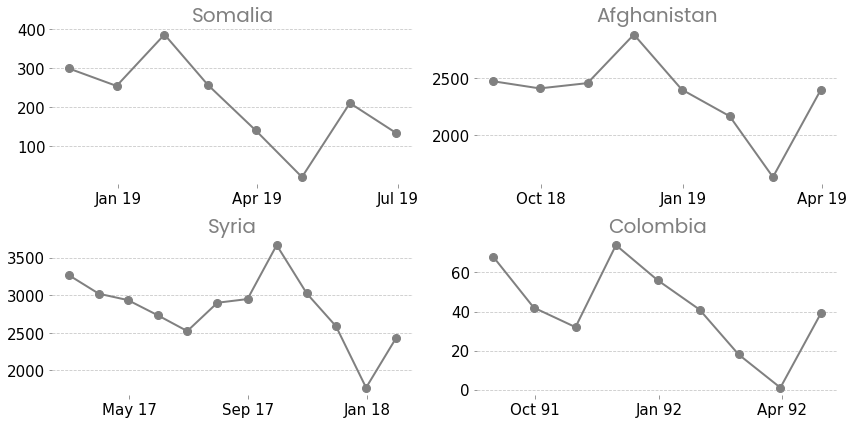 Somalia
400
300
200
100
Jan 19 Apr 19 Jul 19
Afghanistan
2500
2000
Oct 18 Jan 19 Apr 19
Syria
3500
3000
2500
2000
May 17 Sep 17 Jan 18
Colombia
60
40
20
0
Oct 91 Jan 92 Apr 92